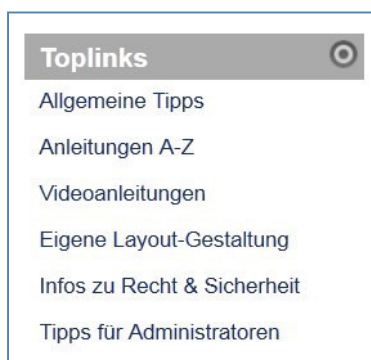 Toplinks
Allgemeine Tipps
Anleitungen A-Z
Videoanleitungen
Eigene Layout-Gestaltung
Infos zu Recht & Sicherheit
Tipps für Administratoren